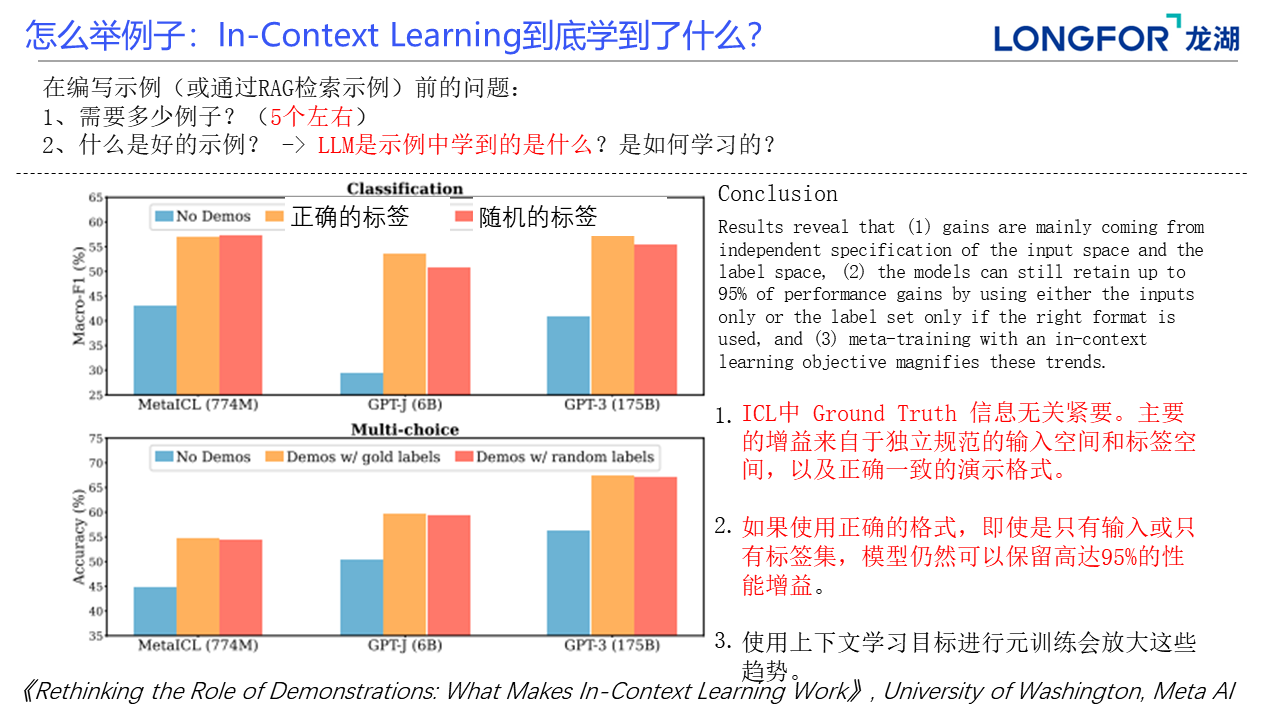 怎么举例子：In-Context Learning到底学到了什么？
LONGFOR 龙湖
在编写示例（或通过RAG检索示例）前的问题：
1、需要多少例子？（5个左右）
2、什么是好的示例？ -> LLM是示例中学到的是什么？是如何学习的？
Classification
65
60
55
50
45
40
35
30
25
Macro-F1 (%)
No Demos 正确的标签 随机的标签
MetaICL (774M) GPT-J (6B) GPT-3 (175B)
Multi-choice
75
70
65
60
55
50
45
40
35
Accuracy (%)
No Demos Demos w/ gold labels Demos w/ random labels
MetaICL (774M) GPT-J (6B) GPT-3 (175B)
Conclusion
Results reveal that (1) gains are mainly coming from
independent specification of the input space and the
label space, (2) the models can still retain up to
95% of performance gains by using either the inputs
only or the label set only if the right format is
used, and (3) meta-training with an in-context
learning objective magnifies these trends.
1. ICL中 Ground Truth 信息无关紧要。主要
的增益来自于独立规范的输入空间和标签空
间，以及正确一致的演示格式。
2. 如果使用正确的格式，即使是只有输入或只
有标签集，模型仍然可以保留高达95%的性
能增益。
3. 使用上下文学习目标进行元训练会放大这些
趋势。
《Rethinking the Role of Demonstrations: What Makes In-Context Learning Work》, University of Washington, Meta AI